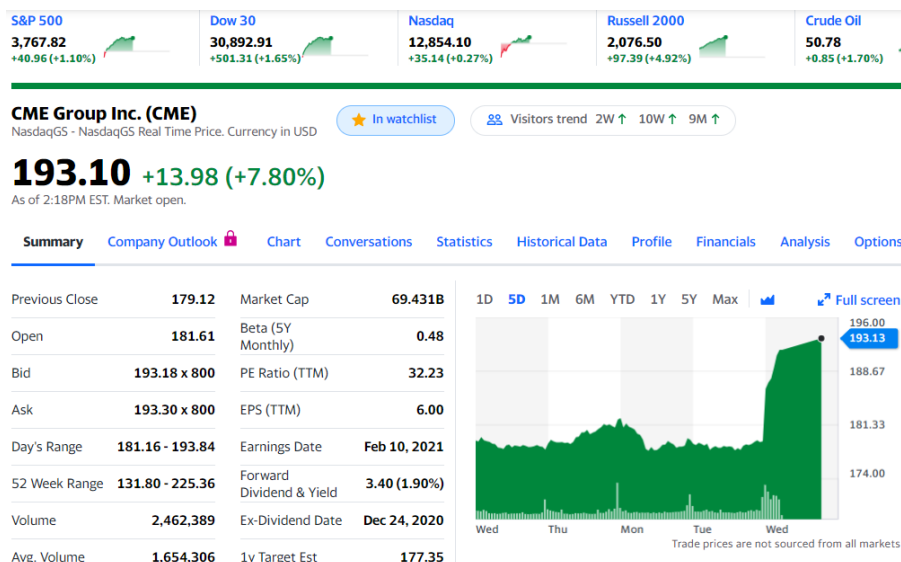 S&P 500
3,767.82
+40.96 (+1.10%)
Dow 30
30,892.91
+501.31 (+1.65%)
Nasdaq
12,854.10
+35.14 (+0.27%)
Russell 2000
2,076.50
+97.39 (+4.92%)
Crude Oil
50.78
+0.85 (+1.70%)
CME Group Inc. (CME)
NasdaqGS - NasdaqGS Real Time Price. Currency in USD
In watchlist
Visitors trend 2W 10W 9M
193.10 +13.98 (+7.80%)
As of 2:18PM EST. Market open.
Summary Company Outlook Chart Conversations Statistics Historical Data Profile Financials Analysis Options
Previous Close 179.12
Open 181.61
Bid 193.18 x 800
Ask 193.30 x 800
Day's Range 181.16 - 193.84
52 Week Range 131.80 - 225.36
Volume 2,462,389
Avg. Volume 1,654,306
Market Cap 69.431B
Beta (5Y
Monthly) 0.48
PE Ratio (TTM) 32.23
EPS (TTM) 6.00
Earnings Date Feb 10, 2021
Forward
Dividend & Yield 3.40 (1.90%)
Ex-Dividend Date Dec 24, 2020
1y Target Est 177.35
1D 5D 1M 6M YTD 1Y 5Y Max Full screen
196.00
193.13
188.67
181.33
174.00
Wed Thu Mon Tue Wed
Trade prices are not sourced from all markets